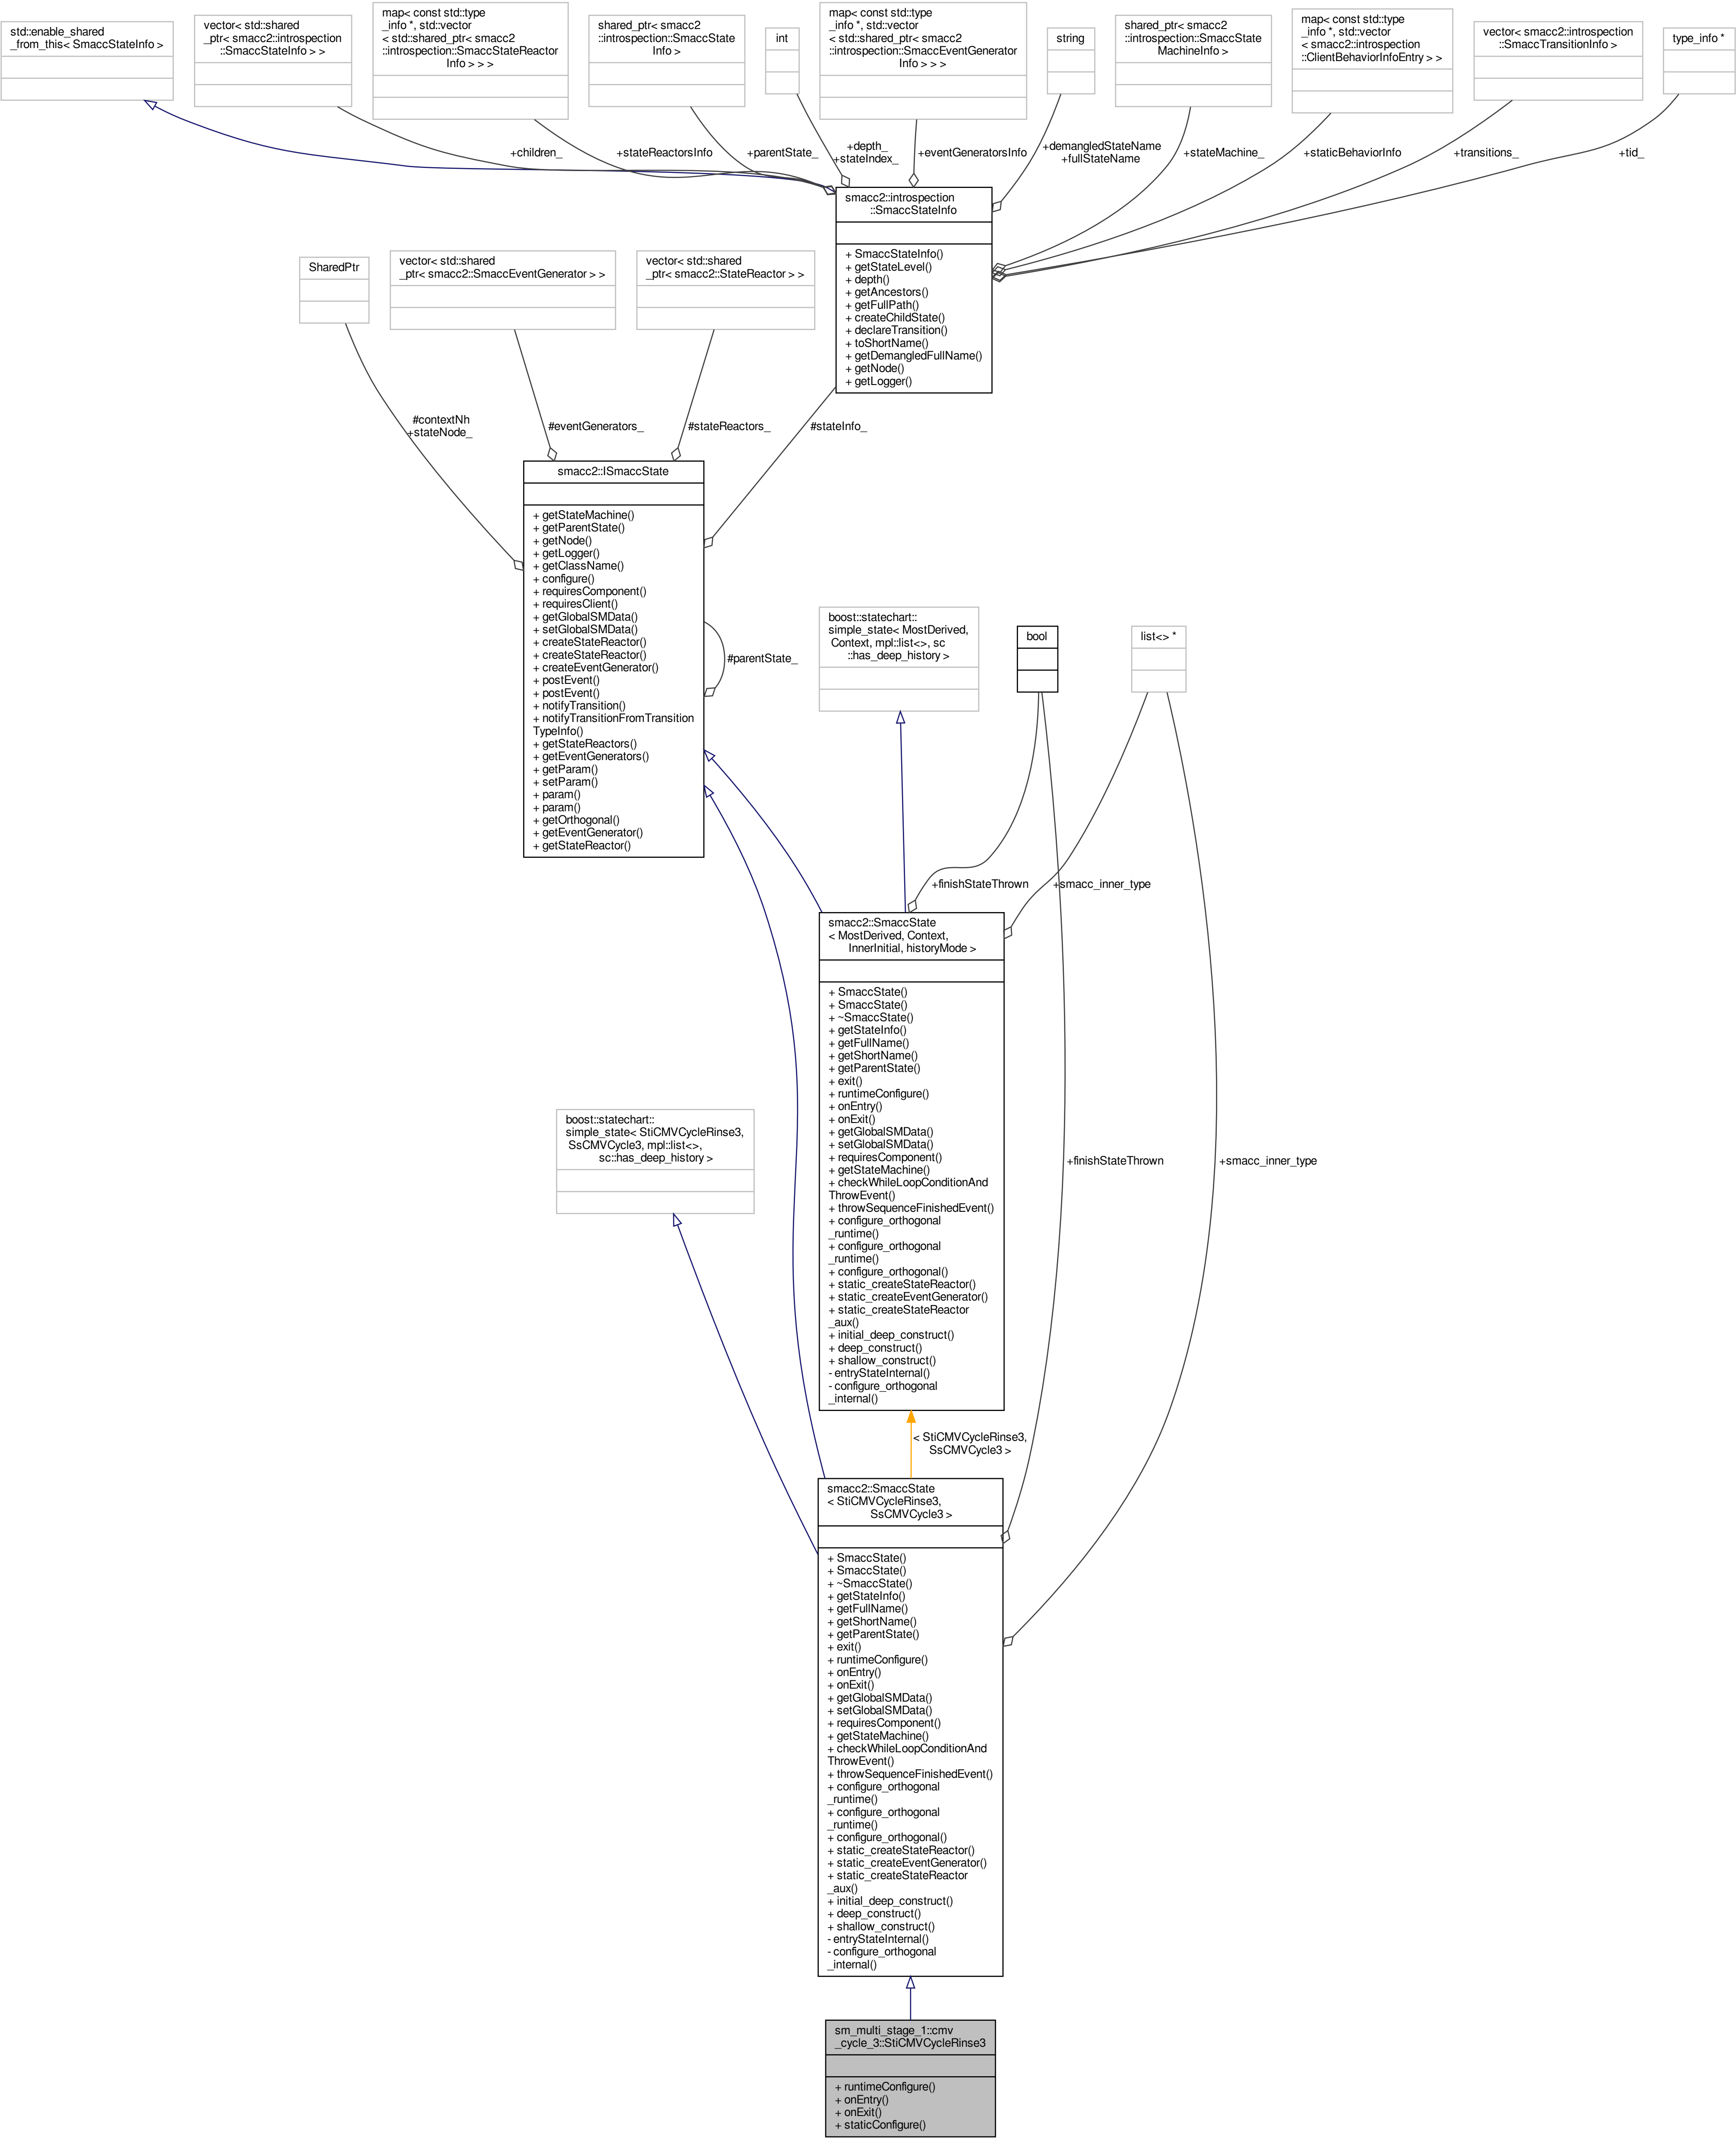 std::enable_shared
_from_this< SmaccStateInfo >
vector< std::shared
_ptr< smacc2::introspection
::SmaccStateInfo > >
map< const std::type
_info *, std::vector
< std::shared_ptr< smacc2
::introspection::SmaccStateReactor
Info > > >
shared_ptr< smacc2
::introspection::SmaccState
Info >
int
map< const std::type
_info *, std::vector
< std::shared_ptr< smacc2
::introspection::SmaccEventGenerator
Info > > >
string
shared_ptr< smacc2
::introspection::SmaccState
MachineInfo >
map< const std::type
_info *, std::vector
< smacc2::introspection
::ClientBehaviorInfoEntry > >
vector< smacc2::introspection
::SmaccTransitionInfo >
type_info *
+children_
+stateReactorsInfo
+parentState_
+depth_
+stateIndex_
+eventGeneratorsInfo
+demangledStateName
+fullStateName
+stateMachine_
+staticBehaviorInfo
+transitions_
+tid_
smacc2::introspection
::SmaccStateInfo
+ SmaccStateInfo()
+ getStateLevel()
+ depth()
+ getAncestors()
+ getFullPath()
+ createChildState()
+ declareTransition()
+ toShortName()
+ getDemangledFullName()
+ getNode()
+ getLogger()
SharedPtr
vector< std::shared
_ptr< smacc2::SmaccEventGenerator > >
vector< std::shared
_ptr< smacc2::StateReactor > >
#contextNh
+stateNode_
#eventGenerators_
#stateReactors_
#stateInfo_
smacc2::ISmaccState
+ getStateMachine()
+ getParentState()
+ getNode()
+ getLogger()
+ getClassName()
+ configure()
+ requiresComponent()
+ requiresClient()
+ getGlobalSMData()
+ setGlobalSMData()
+ createStateReactor()
+ createStateReactor()
+ createEventGenerator()
+ postEvent()
+ postEvent()
+ notifyTransition()
+ notifyTransitionFromTransition
TypeInfo()
+ getStateReactors()
+ getEventGenerators()
+ getParam()
+ setParam()
+ param()
+ param()
+ getOrthogonal()
+ getEventGenerator()
+ getStateReactor()
#parentState_
boost::statechart::
simple_state< MostDerived,
Context, mpl::list<>, sc
::has_deep_history >
bool
list<> *
+finishStateThrown
+smacc_inner_type
smacc2::SmaccState
< MostDerived, Context,
InnerInitial, historyMode >
+ SmaccState()
+ SmaccState()
+ ~SmaccState()
+ getStateInfo()
+ getFullName()
+ getShortName()
+ getParentState()
+ exit()
+ runtimeConfigure()
+ onEntry()
+ onExit()
+ getGlobalSMData()
+ setGlobalSMData()
+ requiresComponent()
+ getStateMachine()
+ checkWhileLoopConditionAnd
ThrowEvent()
+ throwSequenceFinishedEvent()
+ configure_orthogonal
_runtime()
+ configure_orthogonal
_runtime()
+ configure_orthogonal()
+ static_createStateReactor()
+ static_createEventGenerator()
+ static_createStateReactor
_aux()
+ initial_deep_construct()
+ deep_construct()
+ shallow_construct()
- entryStateInternal()
- configure_orthogonal
_internal()
boost::statechart::
simple_state< StiCMVCycleRinse3,
SsCMVCycle3, mpl::list<>,
sc::has_deep_history >
+finishStateThrown
+smacc_inner_type
< StiCMVCycleRinse3,
SsCMVCycle3 >
smacc2::SmaccState
< StiCMVCycleRinse3,
SsCMVCycle3 >
+ SmaccState()
+ SmaccState()
+ ~SmaccState()
+ getStateInfo()
+ getFullName()
+ getShortName()
+ getParentState()
+ exit()
+ runtimeConfigure()
+ onEntry()
+ onExit()
+ getGlobalSMData()
+ setGlobalSMData()
+ requiresComponent()
+ getStateMachine()
+ checkWhileLoopConditionAnd
ThrowEvent()
+ throwSequenceFinishedEvent()
+ configure_orthogonal
_runtime()
+ configure_orthogonal
_runtime()
+ configure_orthogonal()
+ static_createStateReactor()
+ static_createEventGenerator()
+ static_createStateReactor
_aux()
+ initial_deep_construct()
+ deep_construct()
+ shallow_construct()
- entryStateInternal()
- configure_orthogonal
_internal()
sm_multi_stage_1::cmv
_cycle_3::StiCMVCycleRinse3
+ runtimeConfigure()
+ onEntry()
+ onExit()
+ staticConfigure()